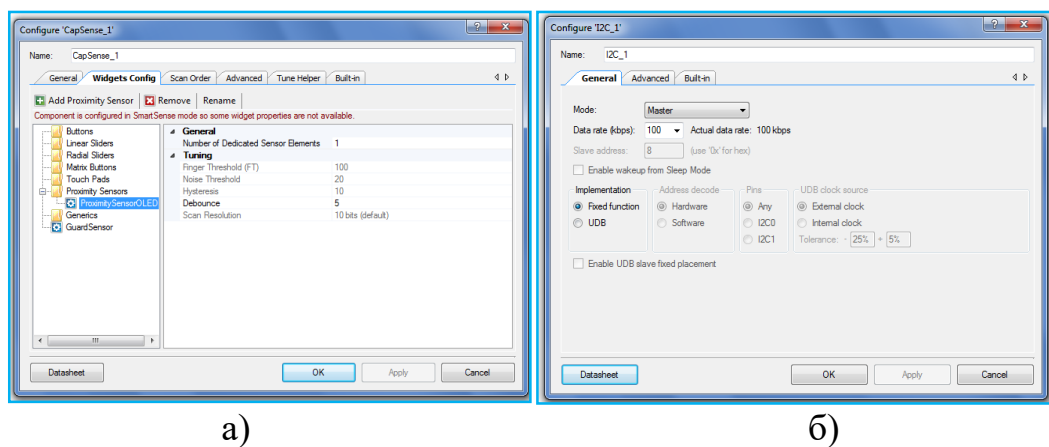 Configure 'CapSense_1'
Name: CapSense_1
General Widgets Config Scan Order Advanced Tune Helper Built-in
Add Proximity Sensor Remove Rename
Component is configured in SmartSense mode so some widget properties are not available.
Buttons
Linear Sliders
Radial Sliders
Matrix Buttons
Touch Pads
Proximity Sensors
ProximitySensorOLED
Generics
GuardSensor
General
Number of Dedicated Sensor Elements 1
Tuning
Finger Threshold (FT) 100
Noise Threshold 20
Hysteresis 10
Debounce 5
Scan Resolution 10 bits (default)
Datasheet OK Apply Cancel
а)
Configure 'I2C_1'
Name: I2C_1
General Advanced Built-in
Mode: Master
Data rate (kbps): 100 Actual data rate: 100 kbps
Slave address: 8 (use '0x' for hex)
Enable wakeup from Sleep Mode
Implementation Address decode Pins UDB clock source
Fixed function Hardware Any External clock
UDB Software I2C0 Internal clock
I2C1 Tolerance: - 25% + 5%
Enable UDB slave fixed placement
Datasheet OK Apply Cancel
б)